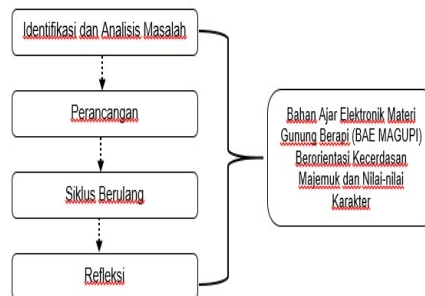 Identifikasi dan Analisis Masalah
Perancangan
Siklus Berulang
Refleksi
Bahan Ajar Elektronik Materi
Gunung Berapi (BAE MAGUPI)
Berorientasi Kecerdasan
Majemuk dan Nilai-nilai
Karakter